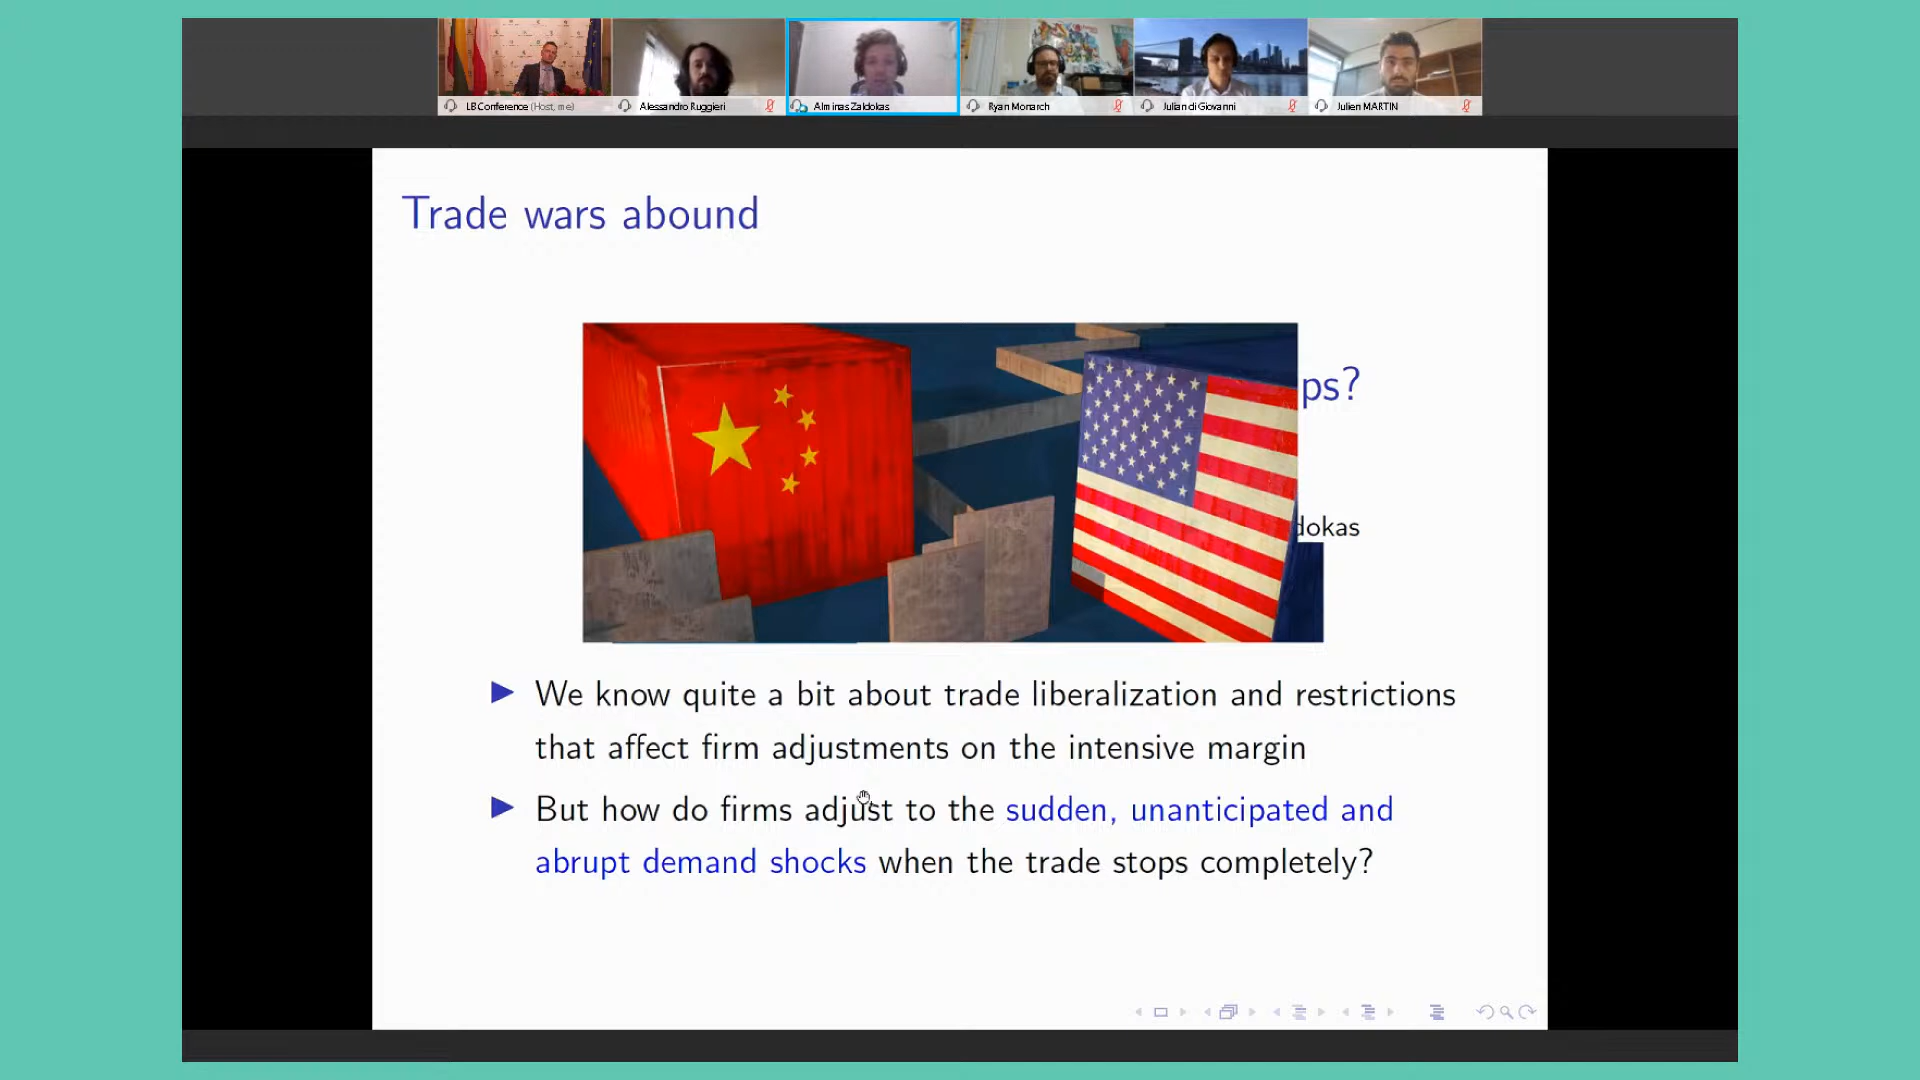 LB Conference (Host, me)
Alessandro Ruggieri
Alminas Zaldokas
Ryan Monarch
Julian di Giovanni
Julien MARTIN
Trade wars abound
ps?
dokas
We know quite a bit about trade liberalization and restrictions
that affect firm adjustments on the intensive margin
But how do firms adjust to the sudden, unanticipated and
abrupt demand shocks when the trade stops completely?